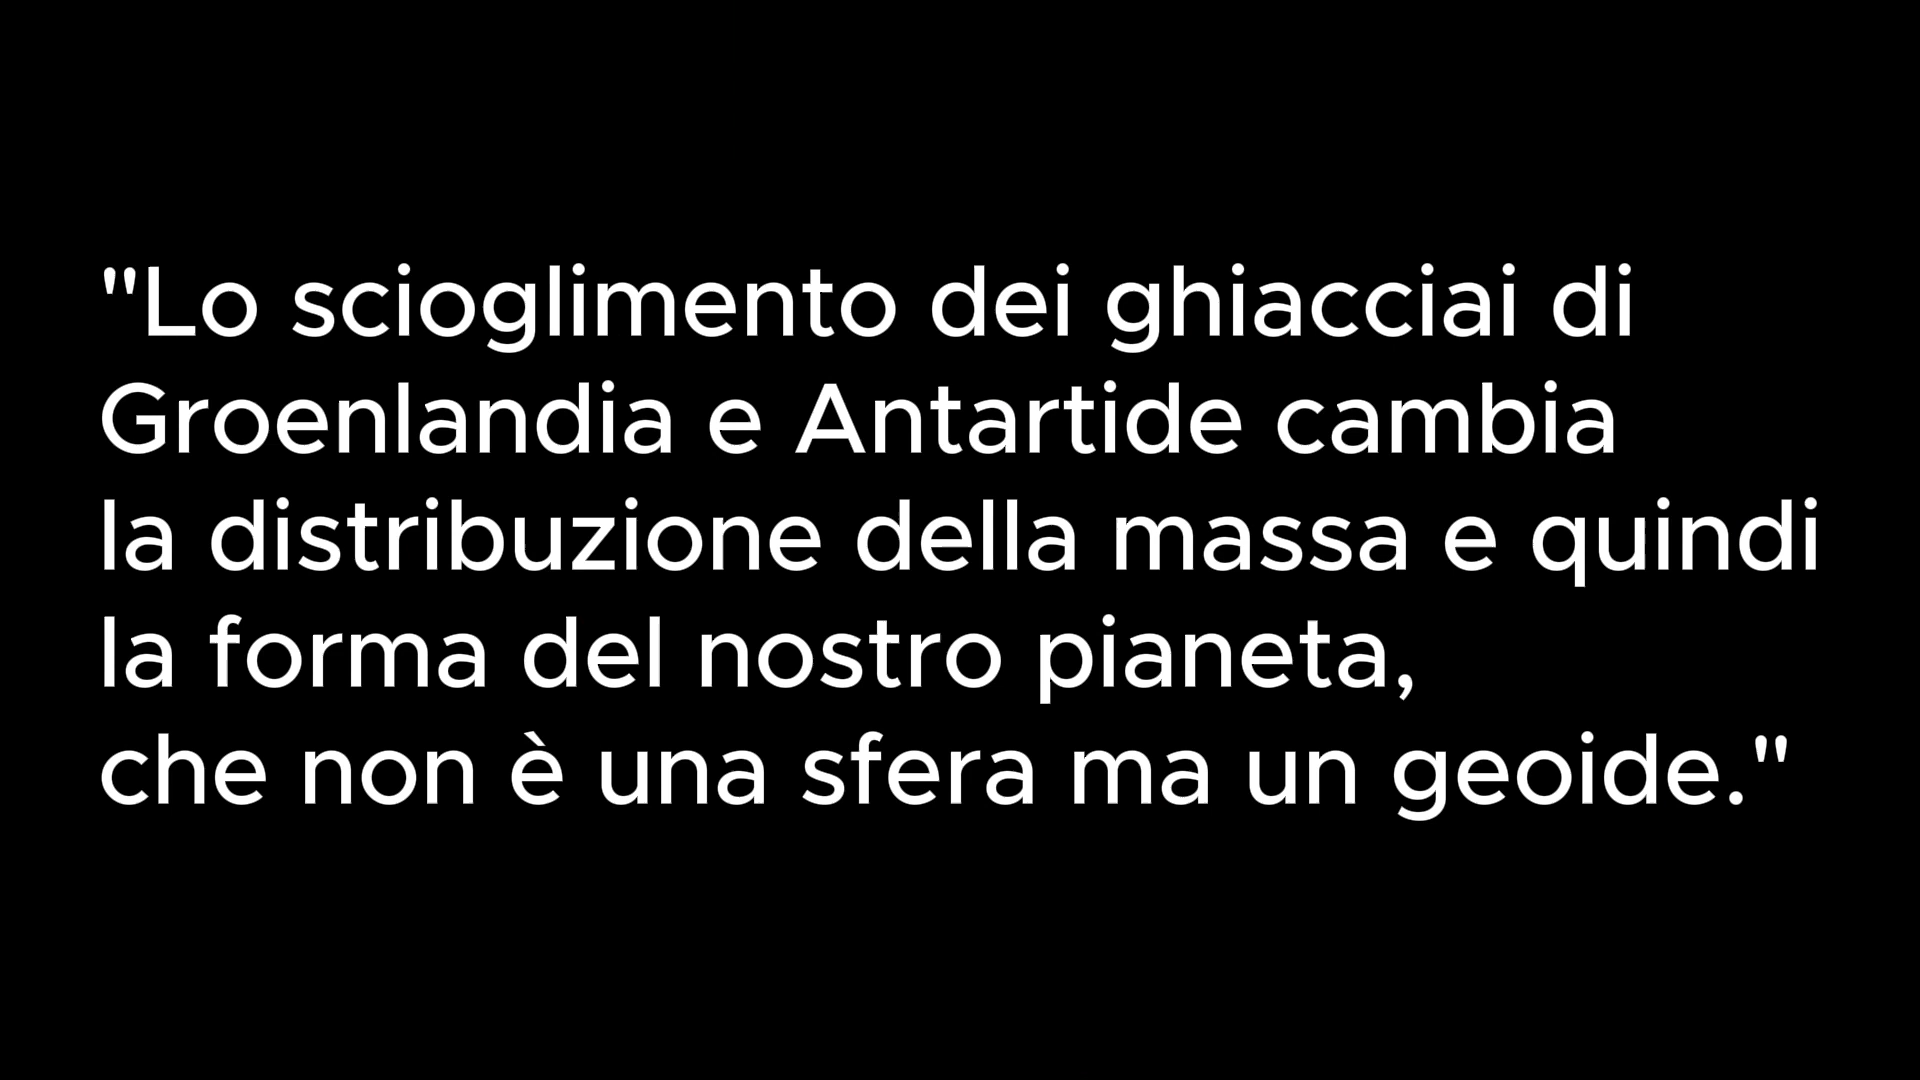 "Lo scioglimento dei ghiacciai di
Groenlandia e Antartide cambia
la distribuzione della massa e quindi
la forma del nostro pianeta,
che non è una sfera ma un geoide."